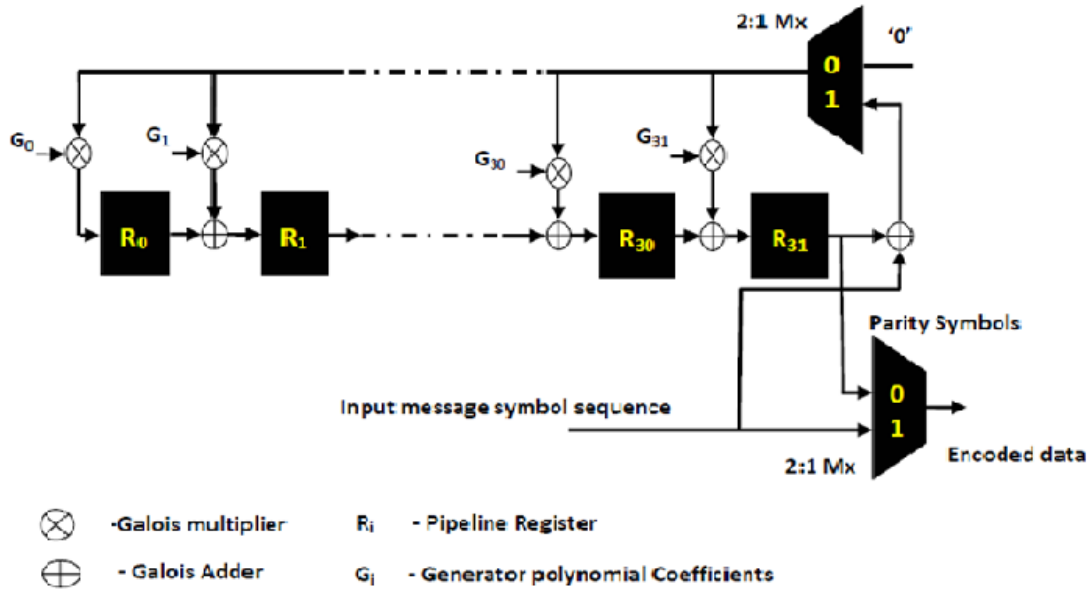 2:1 Mx
‘0’
0
1
G0
G1
G30
G31
R0
R1
R30
R31
Parity Symbols
0
1
Input message symbol sequence
2:1 Mx
Encoded data
-Galois multiplier
Ri - Pipeline Register
- Galois Adder
Gi - Generator polynomial Coefficients